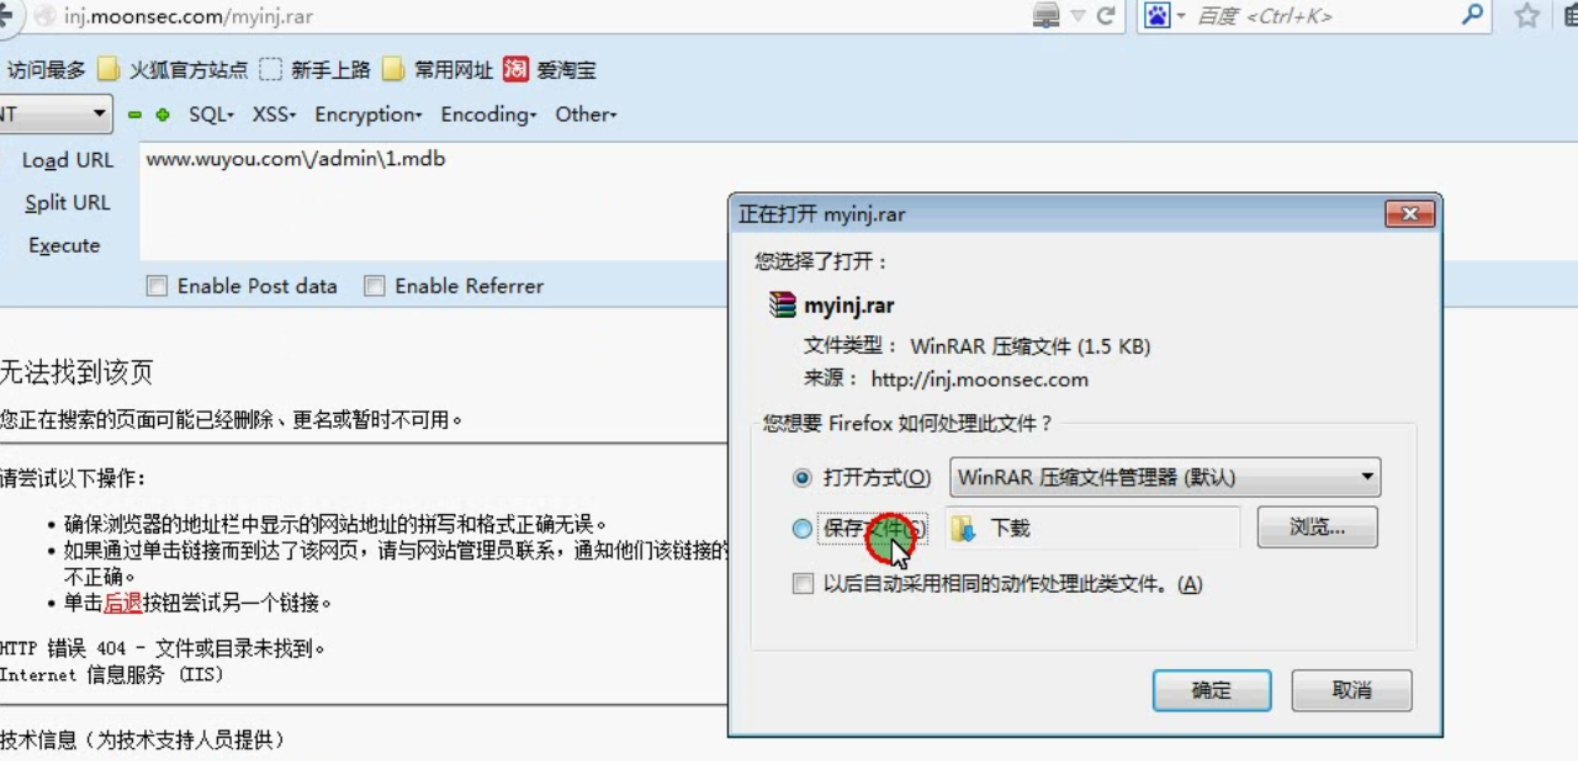 inj.moonsec.com/myinj.rar
百度 <Ctrl+K>
访问最多 火狐官方站点 新手上路 常用网址 淘 爱淘宝
SQL XSS Encryption Encoding Other
Load URL
www.wuyou.com\/admin\1.mdb
Split URL
Execute
Enable Post data Enable Referrer
正在打开 myinj.rar
您选择了打开：
myinj.rar
文件类型： WinRAR 压缩文件 (1.5 KB)
来源： http://inj.moonsec.com
您想要 Firefox 如何处理此文件？
打开方式(O) WinRAR 压缩文件管理器 (默认)
保存文件(S) 下载 浏览...
以后自动采用相同的动作处理此类文件。(A)
确定 取消
无法找到该页
您正在搜索的页面可能已经删除、更名或暂时不可用。
请尝试以下操作：
• 确保浏览器的地址栏中显示的网站地址的拼写和格式正确无误。
• 如果通过单击链接而到达了该网页，请与网站管理员联系，通知他们该链接的
不正确。
• 单击后退按钮尝试另一个链接。
HTTP 错误 404 - 文件或目录未找到。
Internet 信息服务 (IIS)
技术信息（为技术支持人员提供）